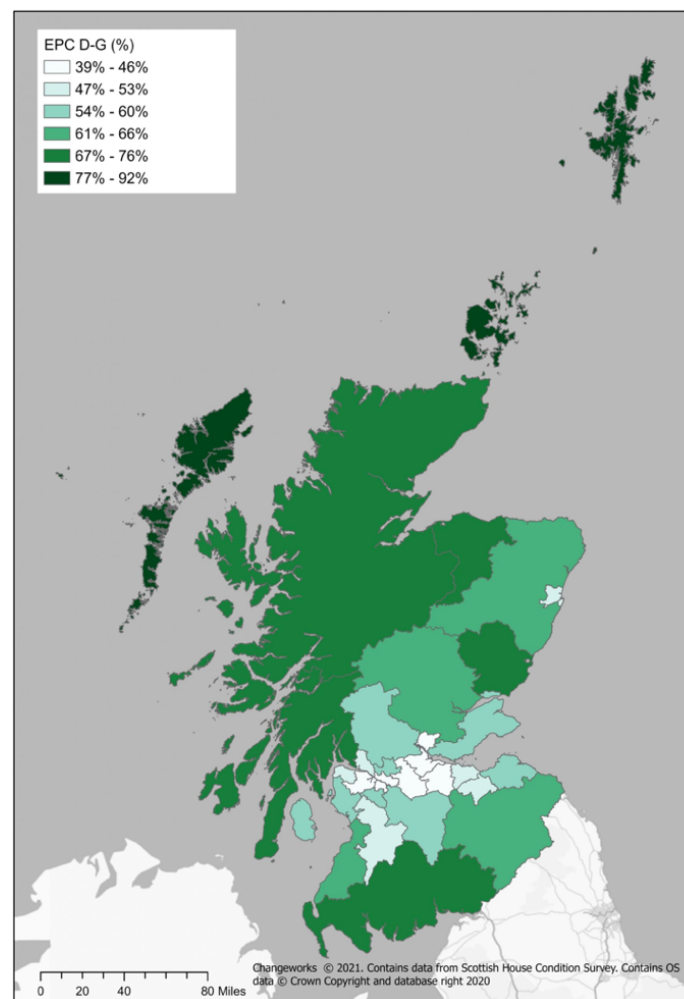 EPC D-G (%)
39% - 46%
47% - 53%
54% - 60%
61% - 66%
67% - 76%
77% - 92%
0 20 40 80 Miles
Changeworks © 2021. Contains data from Scottish House Condition Survey. Contains OS
data © Crown Copyright and database right 2020